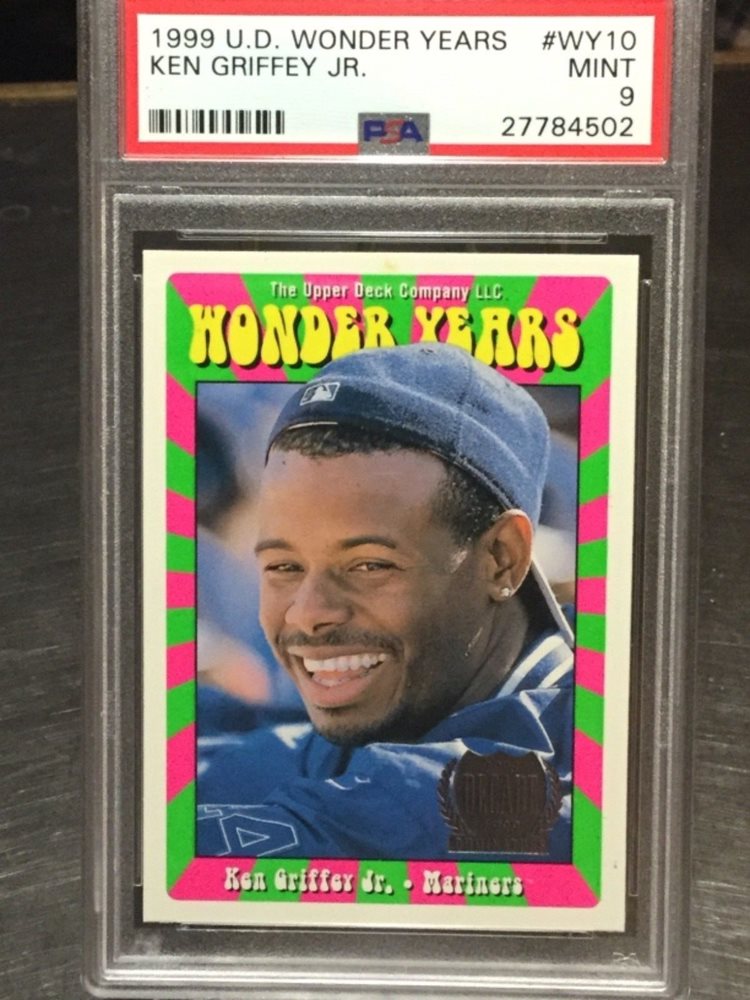 1999 U.D. WONDER YEARS #WY10
KEN GRIFFEY JR. MINT
9
PSA 27784502
The Upper Deck Company LLC
WONDER YEARS
DECADE
Ken Griffey Jr. • Mariners